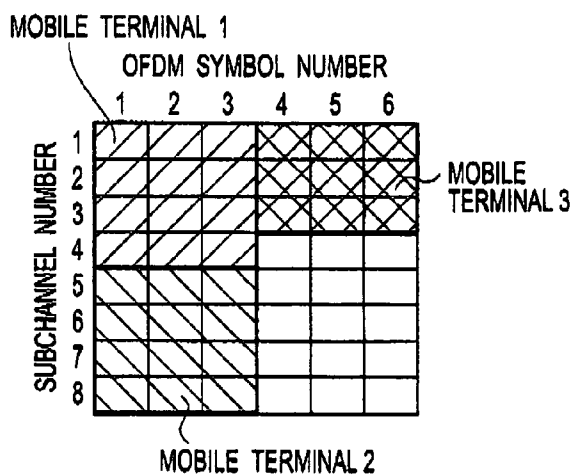 MOBILE TERMINAL 1
OFDM SYMBOL NUMBER
1 2 3 4 5 6
SUBCHANNEL NUMBER
1
2
3
4
5
6
7
8
MOBILE
TERMINAL 3
MOBILE TERMINAL 2